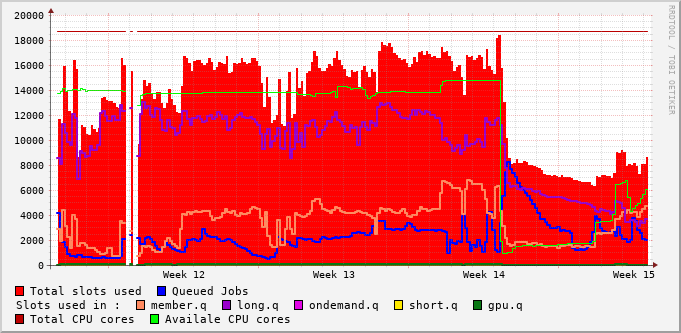 20000
18000
16000
14000
12000
10000
8000
6000
4000
2000
0
Week 12 Week 13 Week 14 Week 15
Total slots used Queued Jobs
Slots used in : member.q long.q ondemand.q short.q gpu.q
Total CPU cores Availale CPU cores
RRDTOOL / TOBI OETIKER